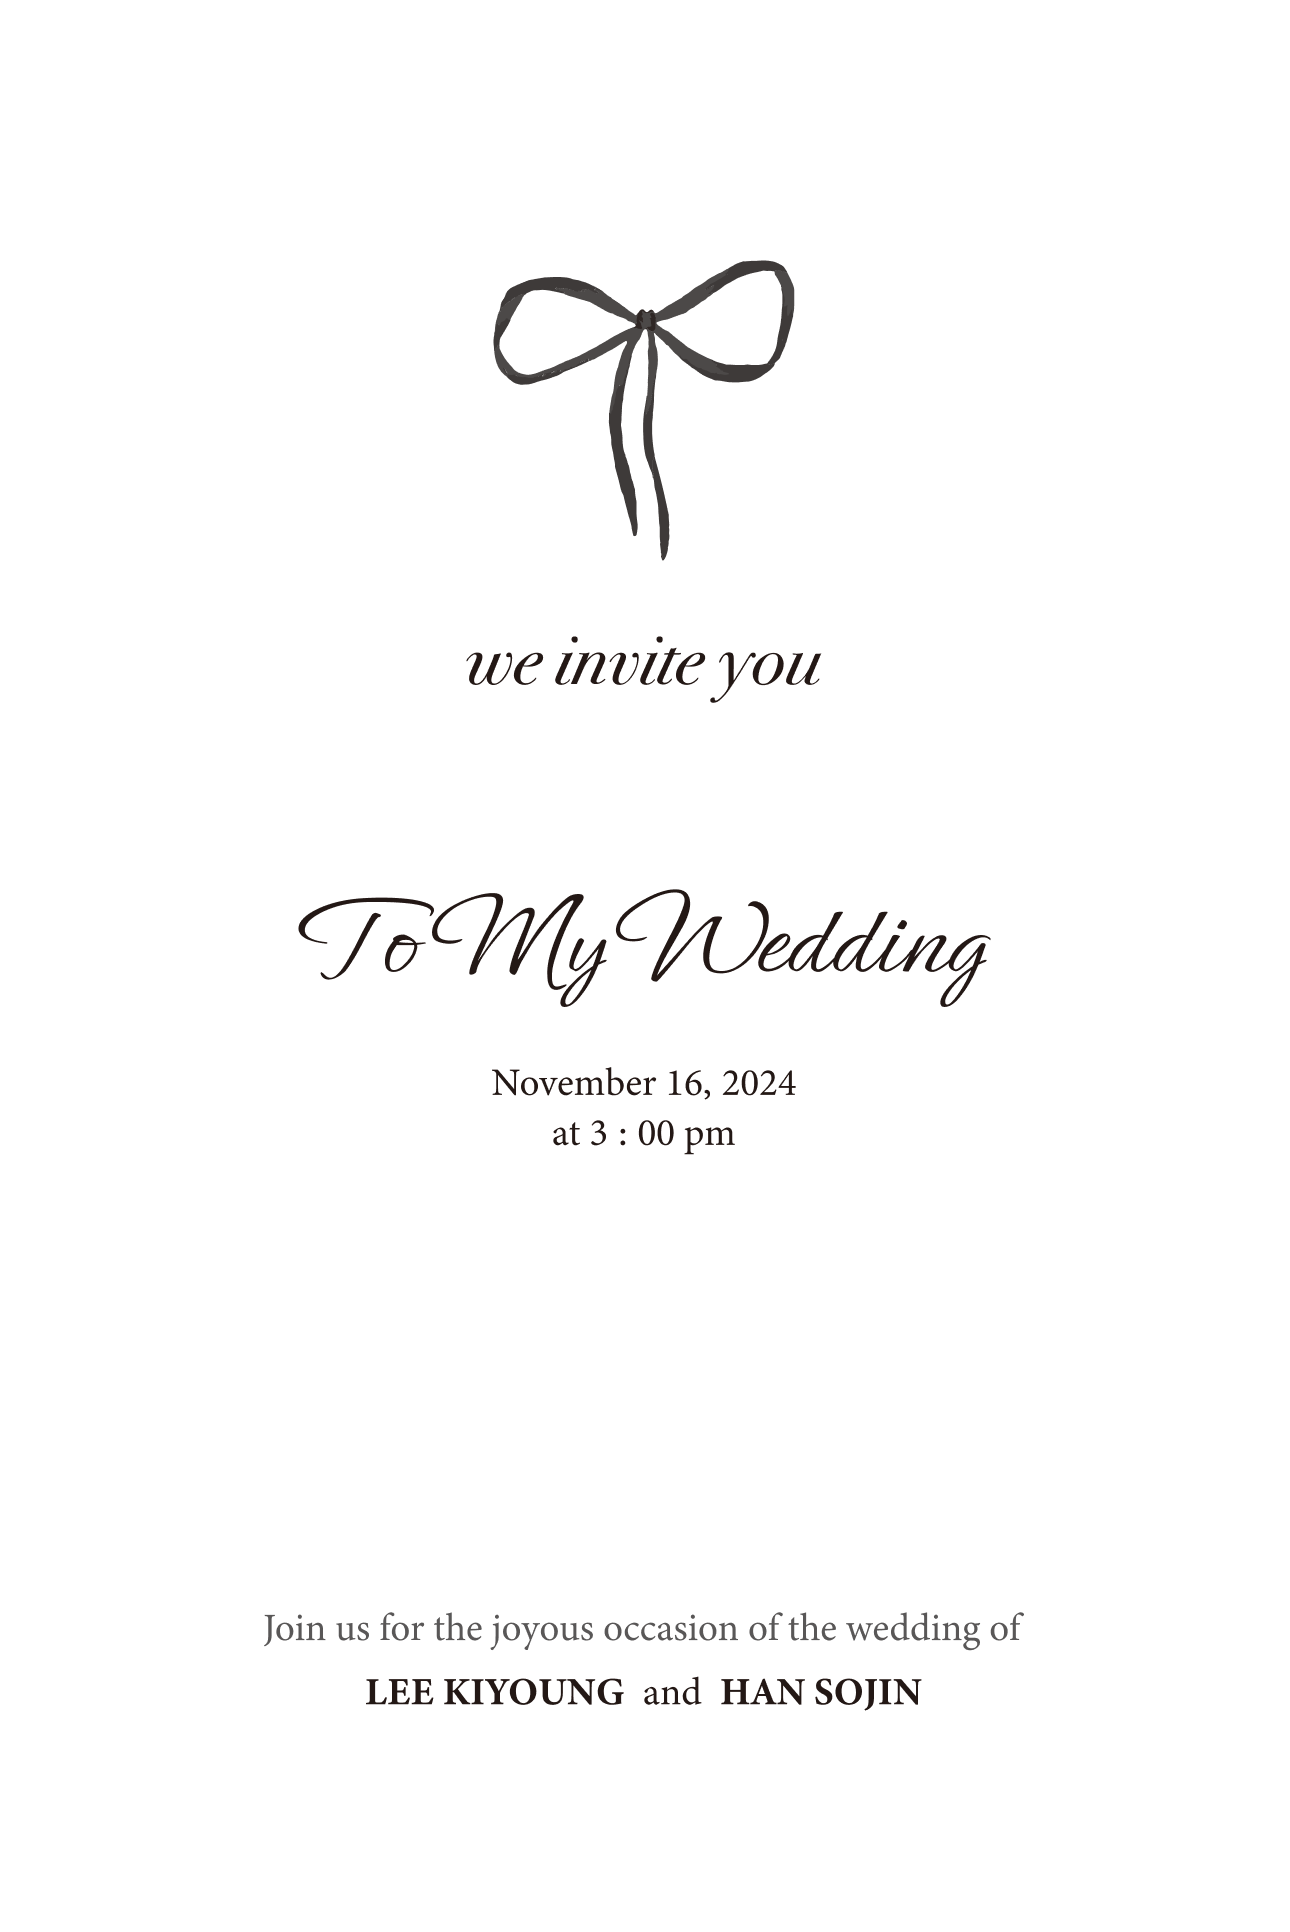 we invite you
To My Wedding
November 16, 2024
at 3 : 00 pm
Join us for the joyous occasion of the wedding of
LEE KIYOUNG and HAN SOJIN